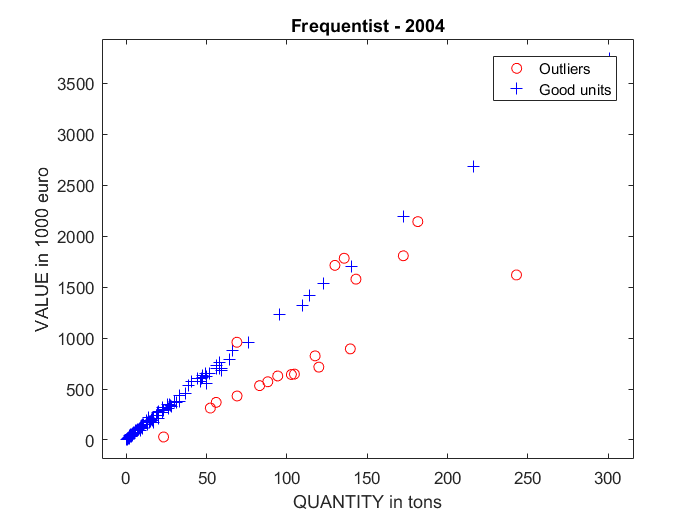 Frequentist - 2004
Outliers
Good units
VALUE in 1000 euro
3500
3000
2500
2000
1500
1000
500
0
0 50 100 150 200 250 300
QUANTITY in tons